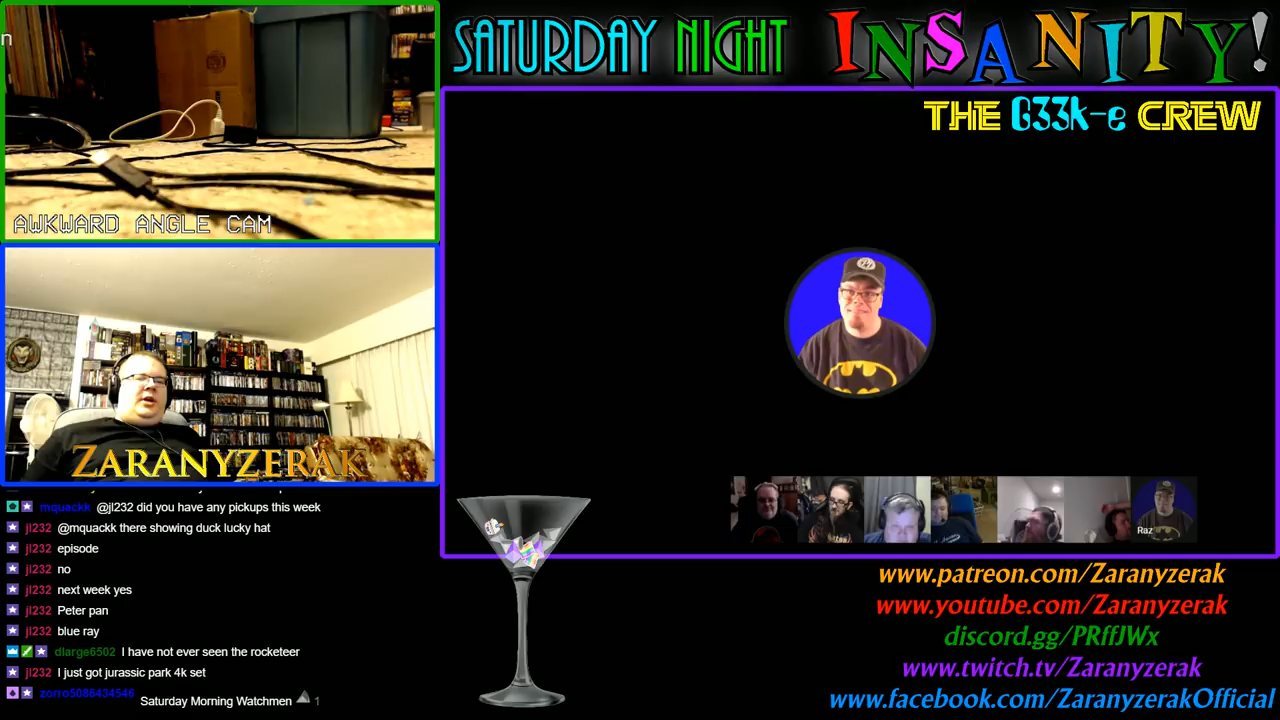 n
AWKWARD ANGLE CAM
SATURDAY NIGHT INSANITY!
THE G33k-e CREW
ZARANYZERAK
mquackk @jl232 did you have any pickups this week
jl232 @mquackk there showing duck lucky hat
jl232 episode
jl232 no
jl232 next week yes
jl232 Peter pan
jl232 blue ray
dlarge6502 I have not ever seen the rocketeer
jl232 I just got jurassic park 4k set
zorro5086434546 Saturday Morning Watchmen 1
Raz
www.patreon.com/Zaranyzerak
www.youtube.com/Zaranyzerak
discord.gg/PRffJWx
www.twitch.tv/Zaranyzerak
www.facebook.com/ZaranyzerakOfficial